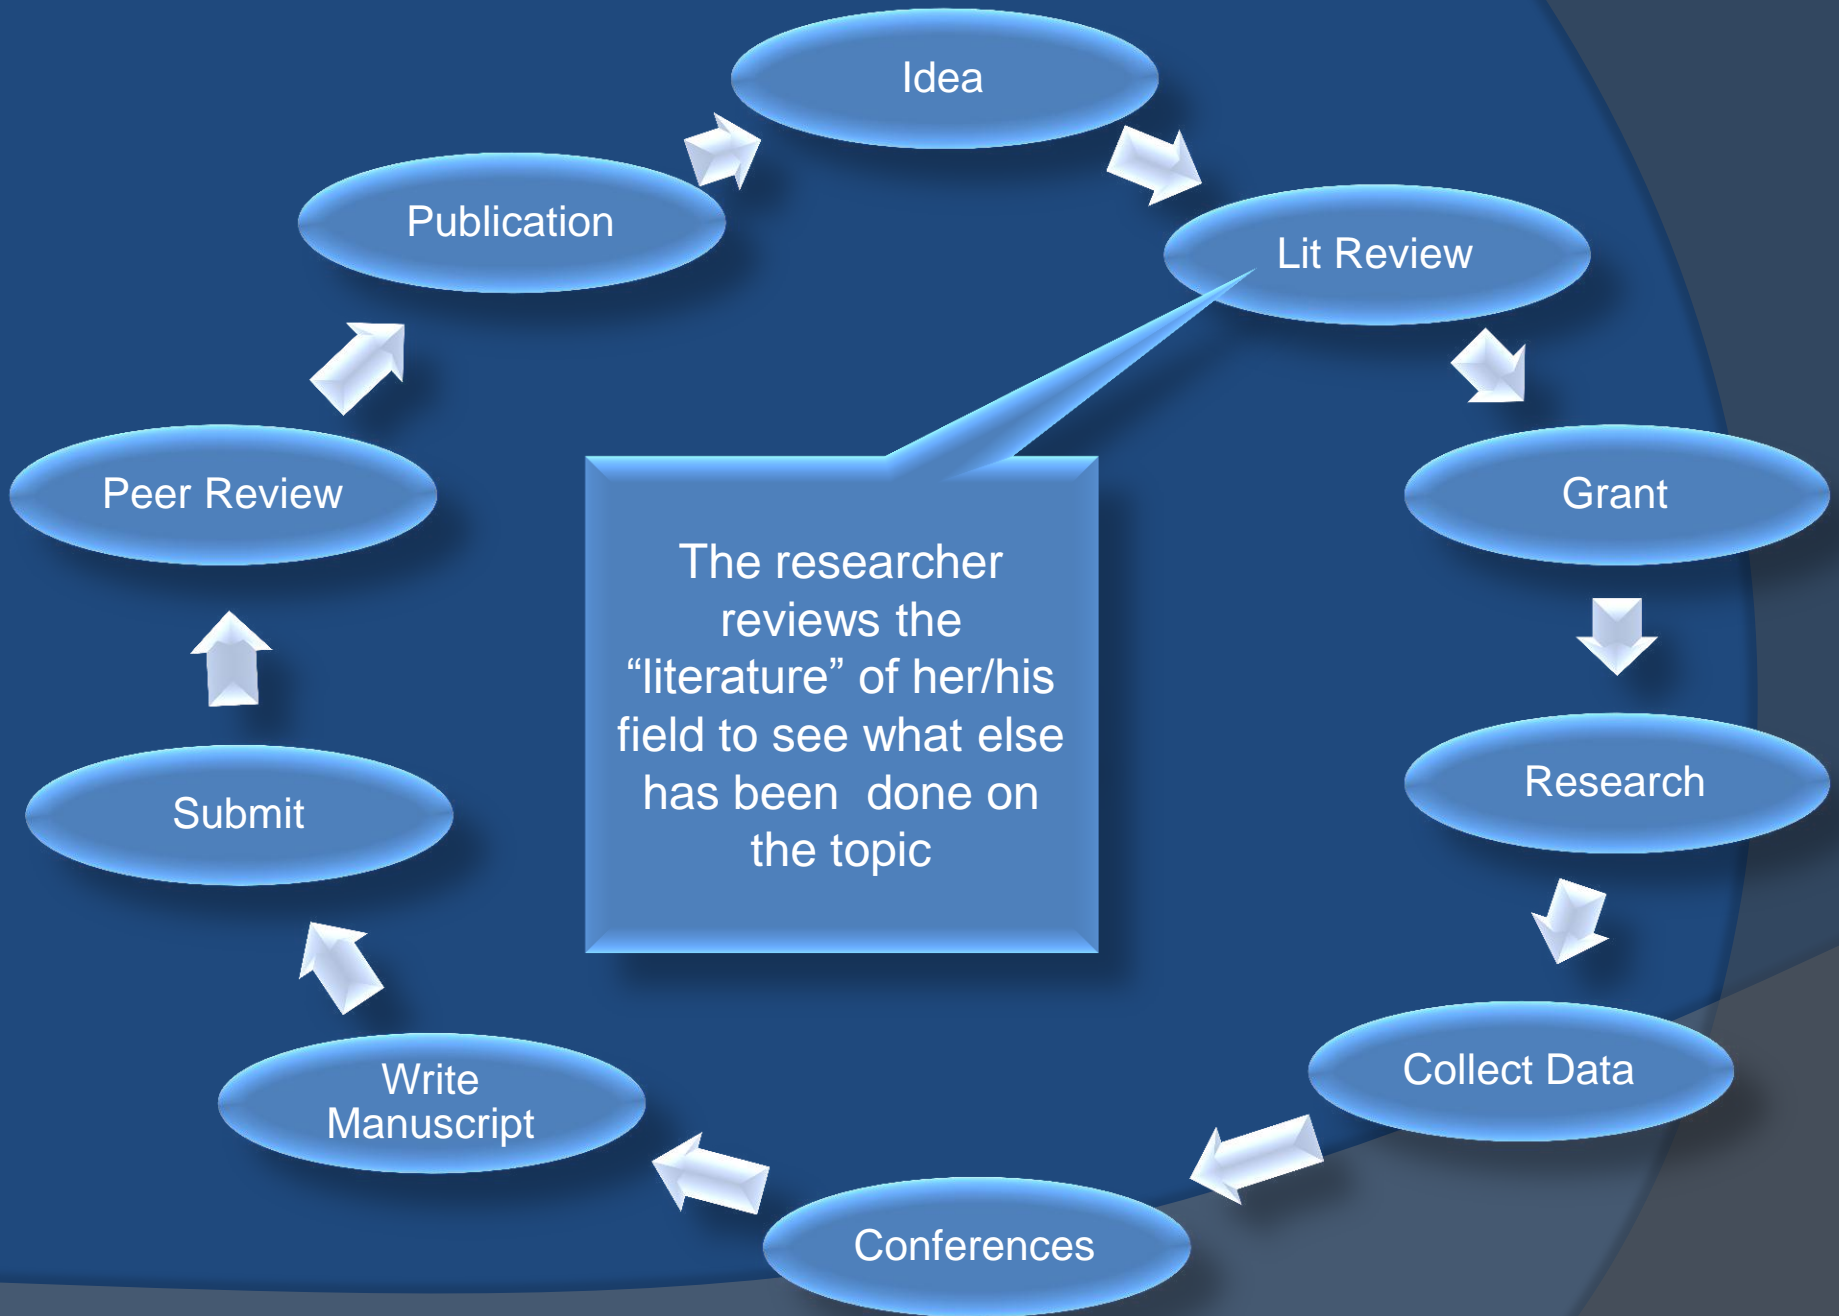 Idea
Lit Review
Grant
Research
Collect Data
Conferences
Write
Manuscript
Submit
Peer Review
Publication
The researcher
reviews the
“literature” of her/his
field to see what else
has been  done on
the topic